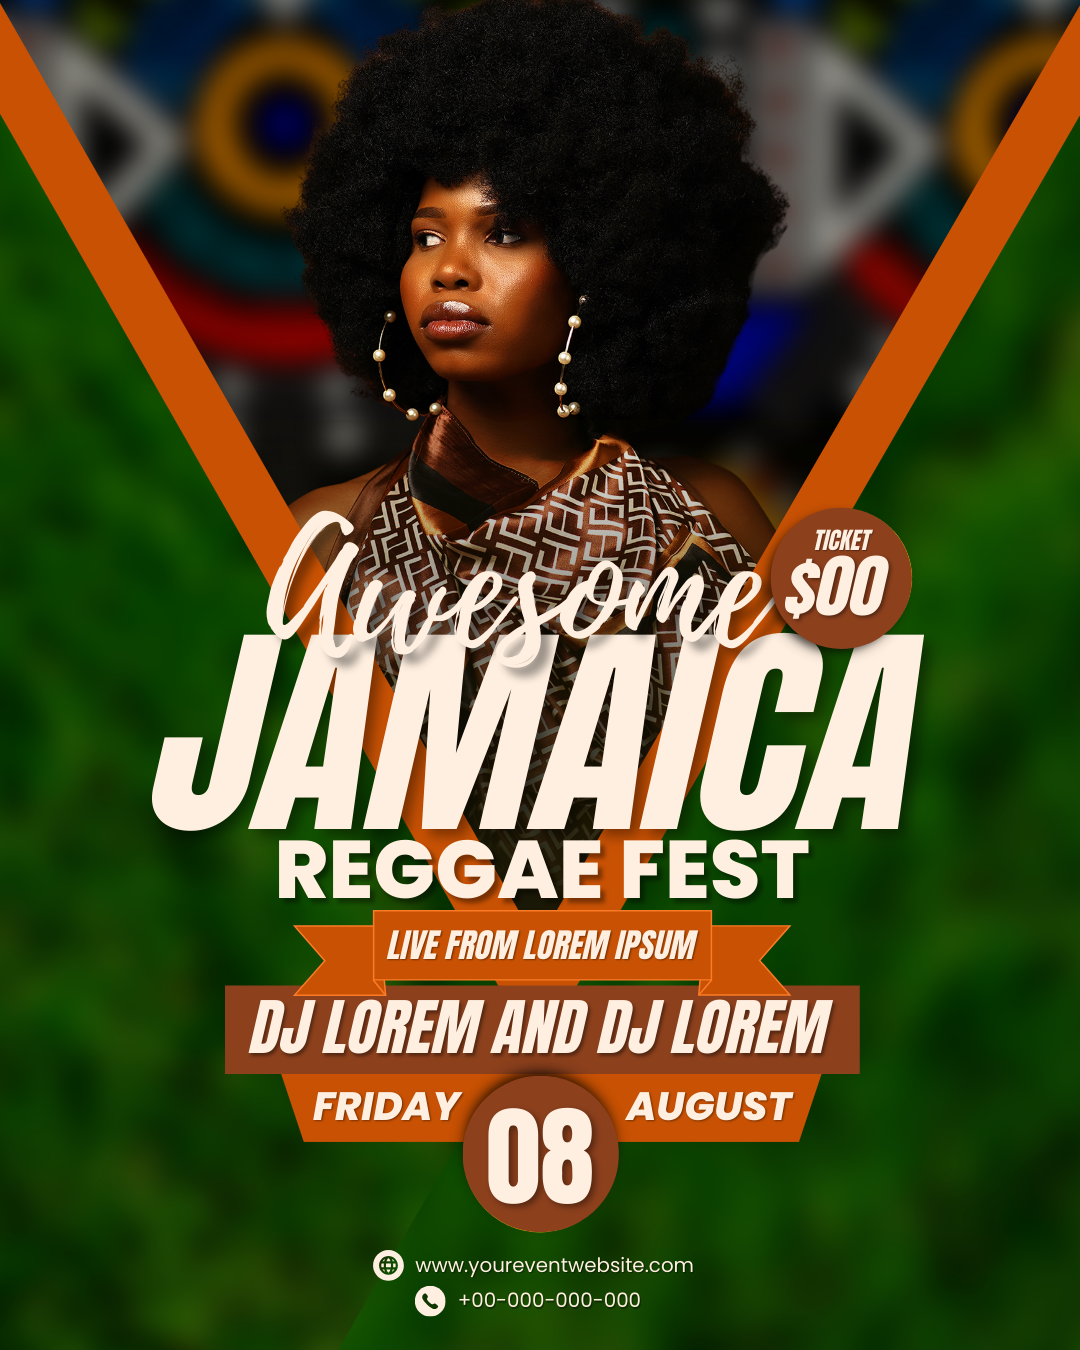 Awesome
TICKET
$00
JAMAICA
REGGAE FEST
LIVE FROM LOREM IPSUM
DJ LOREM AND DJ LOREM
FRIDAY
08
AUGUST
www.youreventwebsite.com
+00-000-000-000